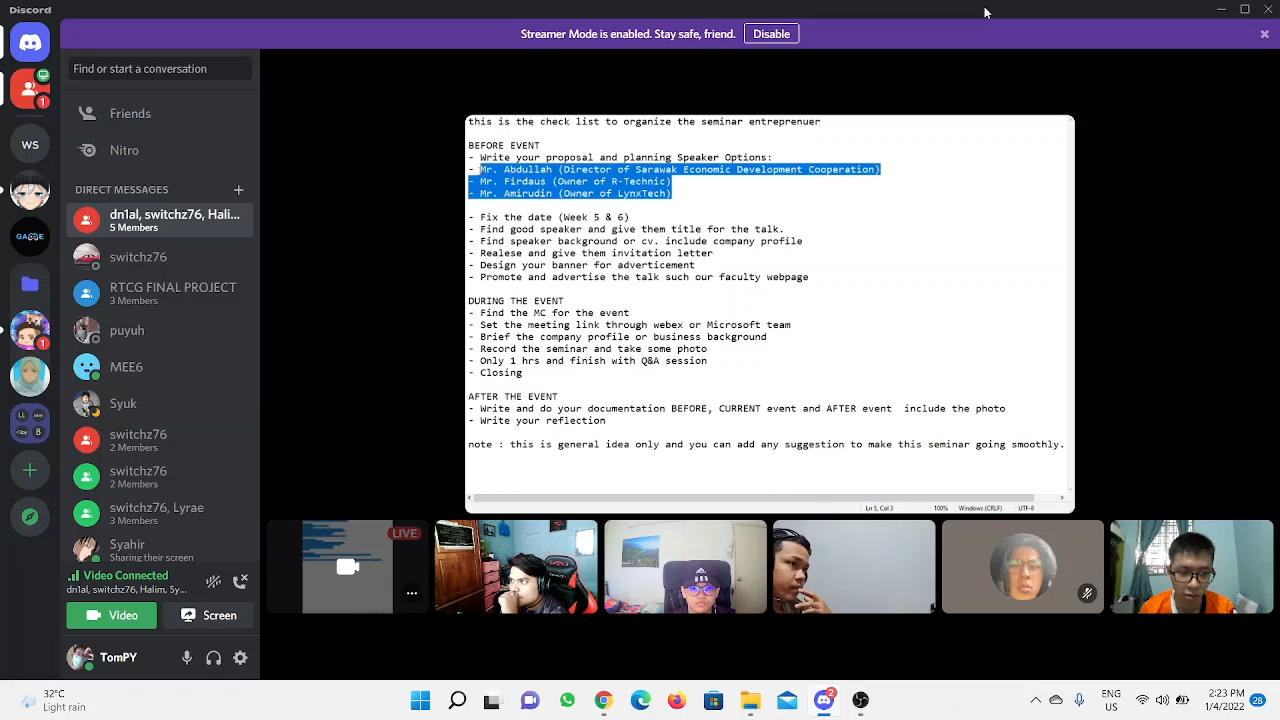 Discord
Streamer Mode is enabled. Stay safe, friend. Disable
Find or start a conversation
Friends
Nitro
DIRECT MESSAGES
dr1al, switchz76, Hali...
5 Members
switchz76
RTCG FINAL PROJECT
3 Members
puyuh
MEE6
Syuk
switchz76
switchz76
2 Members
switchz76, Lyrae
3 Members
Syahir
Sharing their screen
Video Connected
dr1al, switchz76, Halim, Sy...
Video
Screen
TomPY
1
WS
GAME
1
8
this is the check list to organize the seminar entreprenuer
BEFORE EVENT
- Write your proposal and planning Speaker Options:
- Mr. Abdullah (Director of Sarawak Economic Development Cooperation)
- Mr. Firdaus (Owner of R-Technic)
- Mr. Amirudin (Owner of LynxTech)
- Fix the date (Week 5 & 6)
- Find good speaker and give them title for the talk.
- Find speaker background or cv. include company profile
- Realese and give them invitation letter
- Design your banner for adverticement
- Promote and advertise the talk such our faculty webpage
DURING THE EVENT
- Find the MC for the event
- Set the meeting link through webex or Microsoft team
- Brief the company profile or business background
- Record the seminar and take some photo
- Only 1 hrs and finish with Q&A session
- Closing
AFTER THE EVENT
- Write and do your documentation BEFORE, CURRENT event and AFTER event  include the photo
- Write your reflection
note : this is general idea only and you can add any suggestion to make this seminar going smoothly.
Ln 5, Col 3 100% Windows (CRLF) UTF-8
LIVE
32°C
Light rain
2
ENG
US
2:23 PM
1/4/2022
28